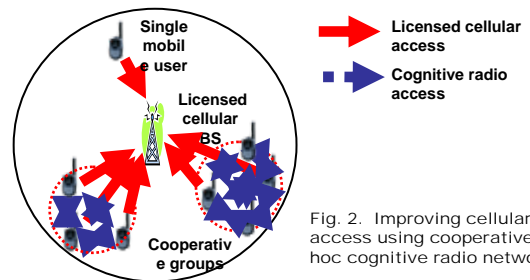 Single
mobil
e user
Licensed
cellular
BS
Cooperativ
e groups
Licensed cellular
access
Cognitive radio
access
Fig. 2. Improving cellular
access using cooperative
hoc cognitive radio netw